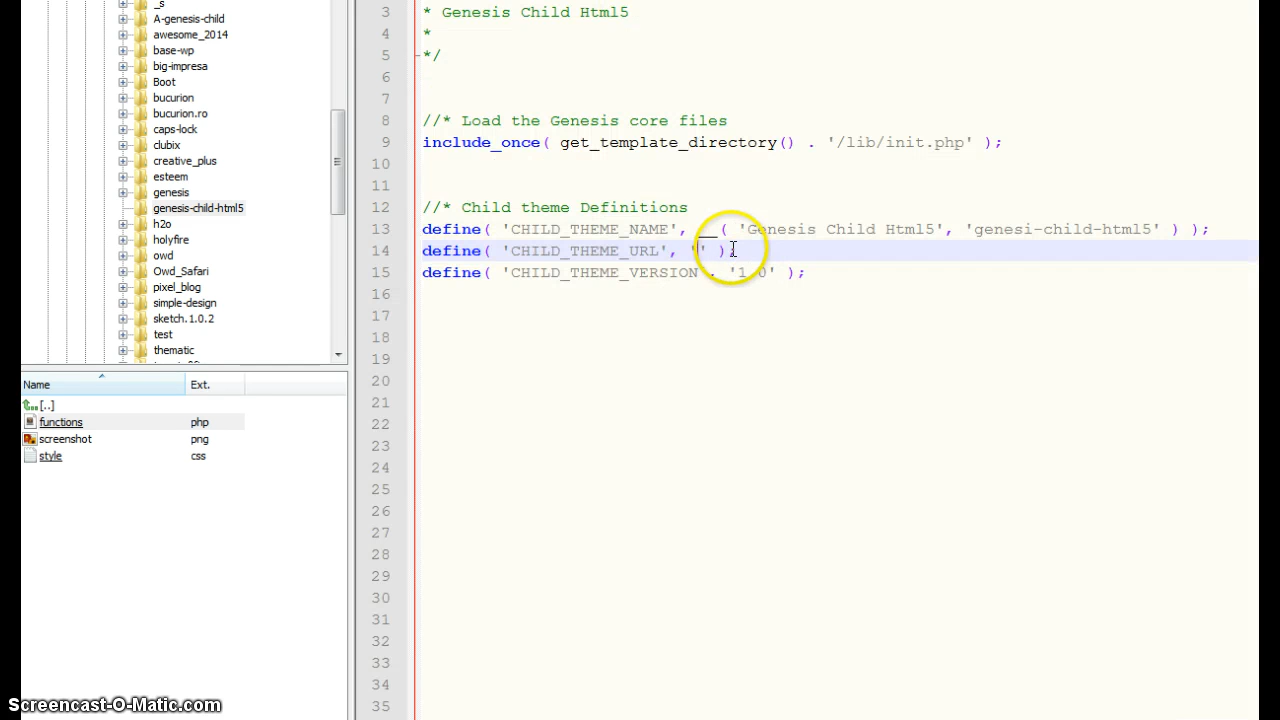 _s
A-genesis-child
awesome_2014
base-wp
big-impresa
Boot
bucurion
bucurion.ro
caps-lock
clubix
creative_plus
esteem
genesis
genesis-child-html5
h2o
holyfire
owd
Owd_Safari
pixel_blog
simple-design
sketch.1.0.2
test
thematic
Name Ext.
[..]
functions php
screenshot png
style css
3 * Genesis Child Html5
4 *
5 */
6
7
8 //* Load the Genesis core files
9 include_once( get_template_directory() . '/lib/init.php' );
10
11
12 //* Child theme Definitions
13 define( 'CHILD_THEME_NAME', __( 'Genesis Child Html5', 'genesi-child-html5' ) );
14 define( 'CHILD_THEME_URL', '' );
15 define( 'CHILD_THEME_VERSION', '1.0' );
16
17
18
19
20
21
22
23
24
25
26
27
28
29
30
31
32
33
34
35
Screencast-O-Matic.com